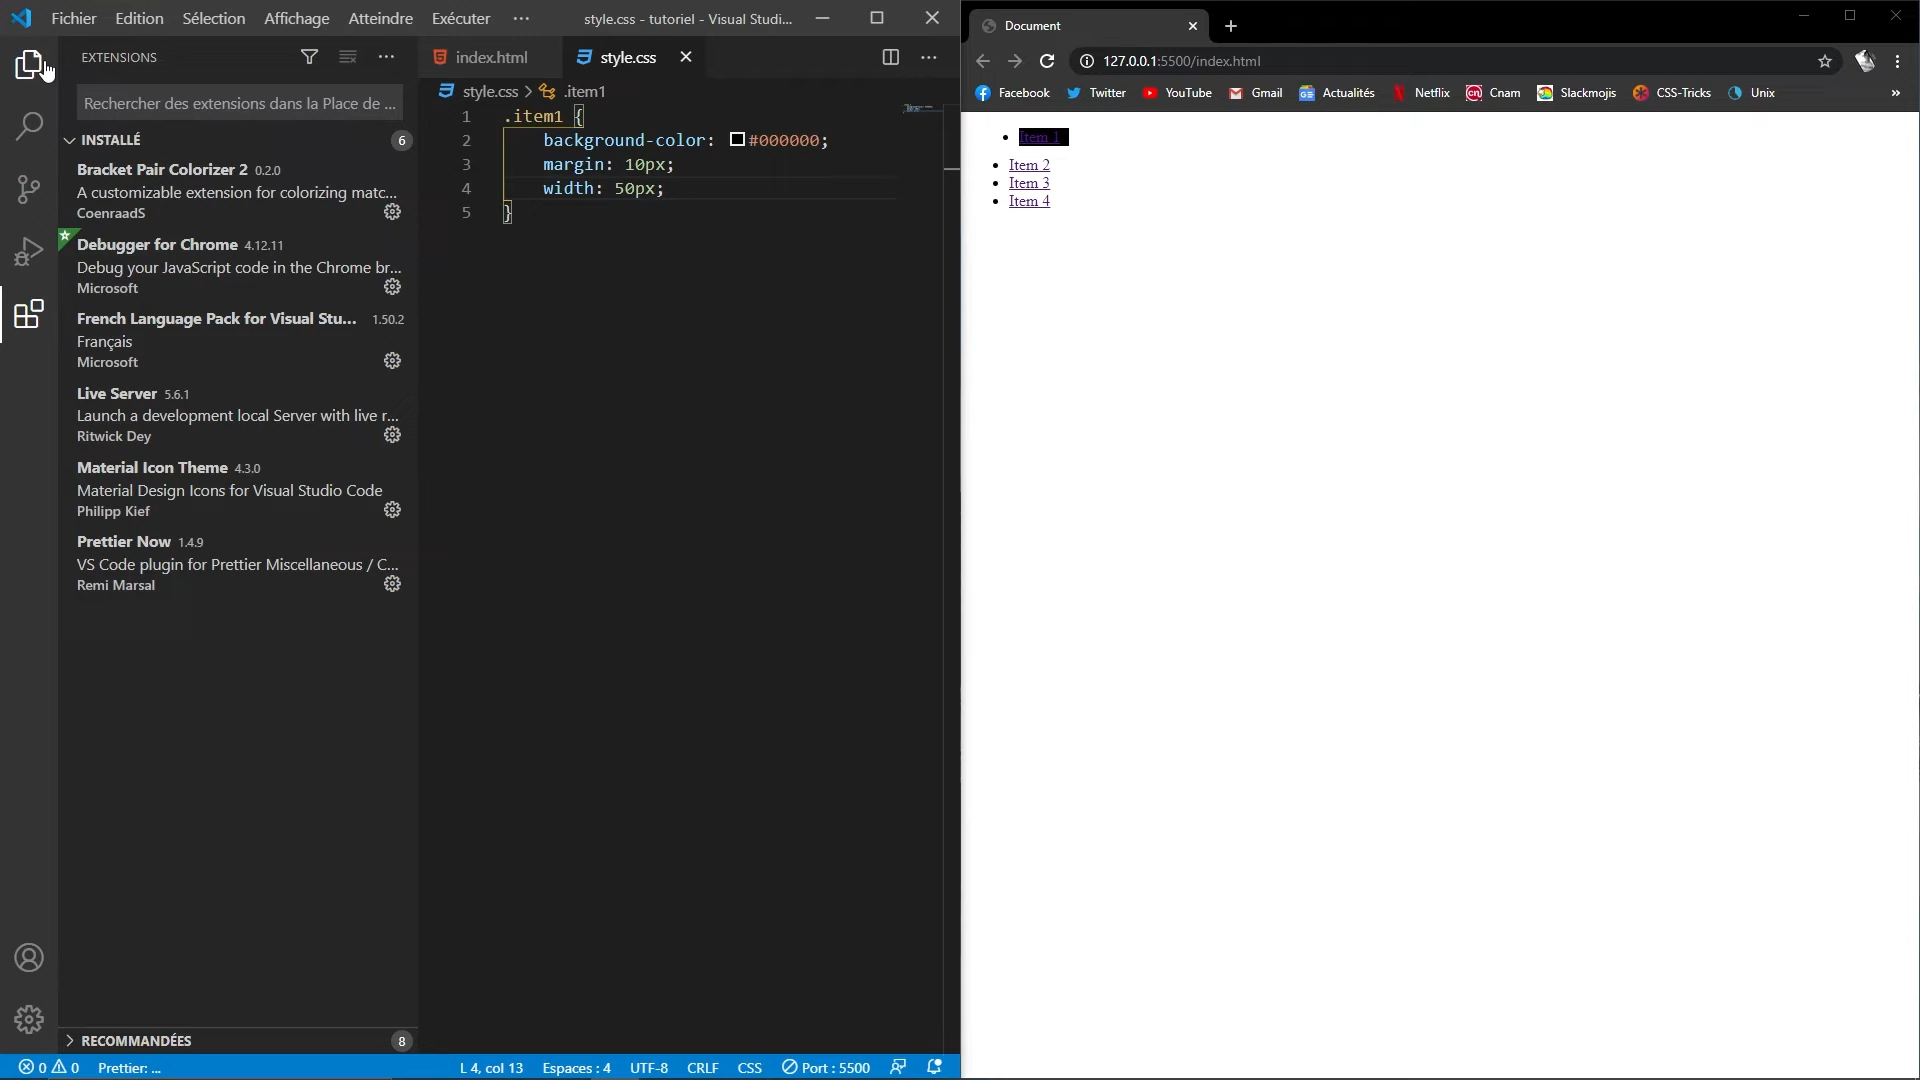 Fichier Edition Sélection Affichage Atteindre Exécuter ··· style.css - tutoriel - Visual Studi...
EXTENSIONS
Rechercher des extensions dans la Place de ...
INSTALLÉ 6
Bracket Pair Colorizer 2 0.2.0
A customizable extension for colorizing matc...
CoenraadS
Debugger for Chrome 4.12.11
Debug your JavaScript code in the Chrome br...
Microsoft
French Language Pack for Visual Stu... 1.50.2
Français
Microsoft
Live Server 5.6.1
Launch a development local Server with live r...
Ritwick Dey
Material Icon Theme 4.3.0
Material Design Icons for Visual Studio Code
Philipp Kief
Prettier Now 1.4.9
VS Code plugin for Prettier Miscellaneous / C...
Remi Marsal
RECOMMANDÉES 8
index.html style.css
style.css > .item1
1 .item1 {
2 background-color: #000000;
3 margin: 10px;
4 width: 50px;
5 }
0 0 Prettier: ... L 4, col 13 Espaces : 4 UTF-8 CRLF CSS Port : 5500
Document
127.0.0.1:5500/index.html
Facebook Twitter YouTube Gmail Actualités Netflix Cnam Slackmojis CSS-Tricks Unix »
Item 1
Item 2
Item 3
Item 4